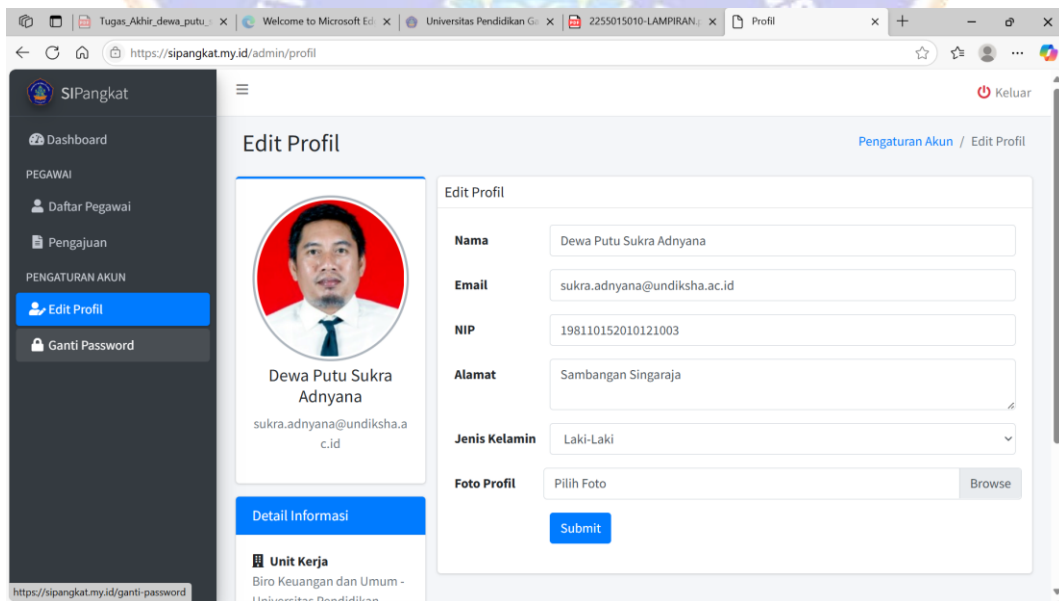 Tugas_Akhir_dewa_putu_
Welcome to Microsoft Ed
Universitas Pendidikan Ga
2255015010-LAMPIRAN.
Profil
https://sipangkat.my.id/admin/profil
SIPangkat
Keluar
Dashboard
Edit Profil
Pengaturan Akun / Edit Profil
PEGAWAI
Daftar Pegawai
Pengajuan
PENGATURAN AKUN
Edit Profil
Ganti Password
Dewa Putu Sukra
Adnyana
sukra.adnyana@undiksha.a
c.id
Detail Informasi
Unit Kerja
Biro Keuangan dan Umum -
Universitas Pendidikan
Edit Profil
Nama Dewa Putu Sukra Adnyana
Email sukra.adnyana@undiksha.ac.id
NIP 198110152010121003
Alamat Sambangan Singaraja
Jenis Kelamin Laki-Laki
Foto Profil Pilih Foto Browse
Submit
https://sipangkat.my.id/ganti-password